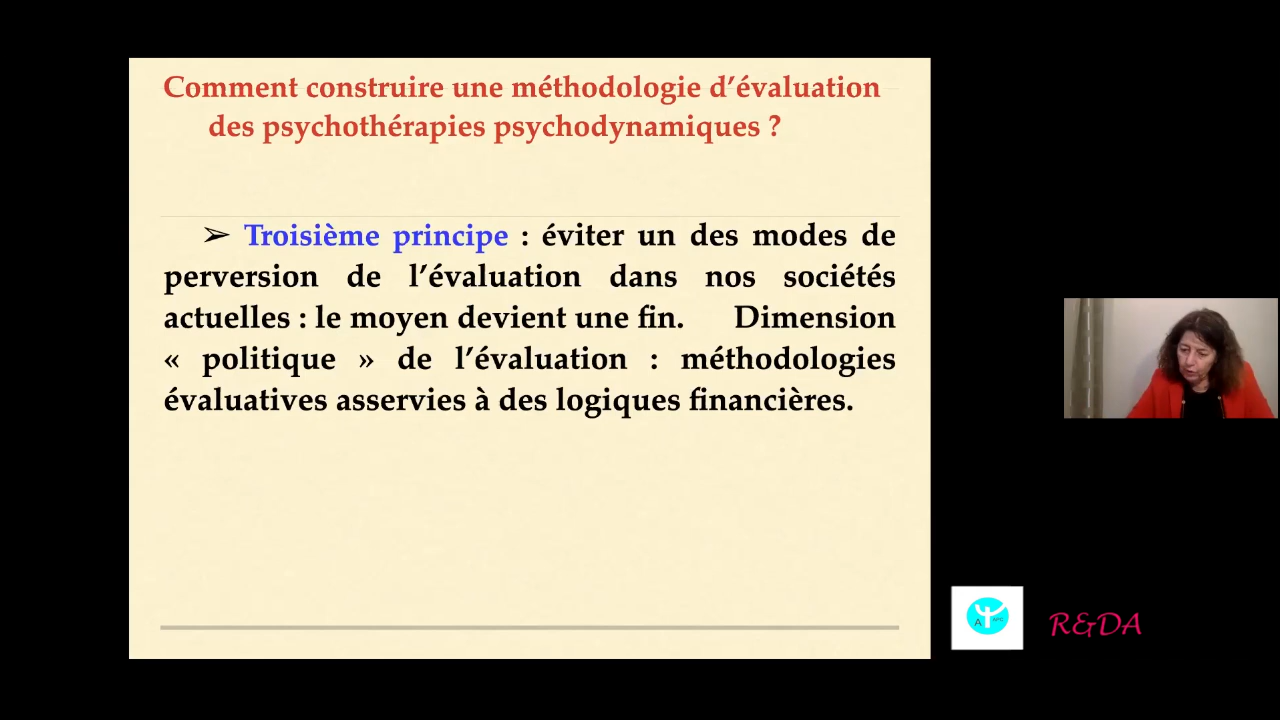 Comment construire une méthodologie d’évaluation
des psychothérapies psychodynamiques ?
➢ Troisième principe : éviter un des modes de
perversion de l’évaluation dans nos sociétés
actuelles : le moyen devient une fin. Dimension
« politique » de l’évaluation : méthodologies
évaluatives asservies à des logiques financières.
A
R&DA